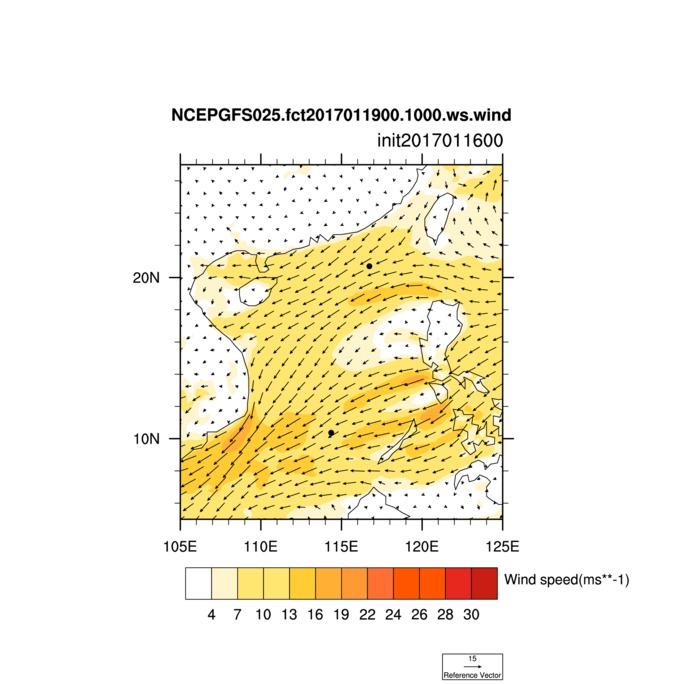 NCEPGFS025.fct2017011900.1000.ws.wind
init2017011600
20N
10N
105E 110E 115E 120E 125E
Wind speed(ms**-1)
4 7 10 13 16 19 22 24 26 28 30
15
Reference Vector